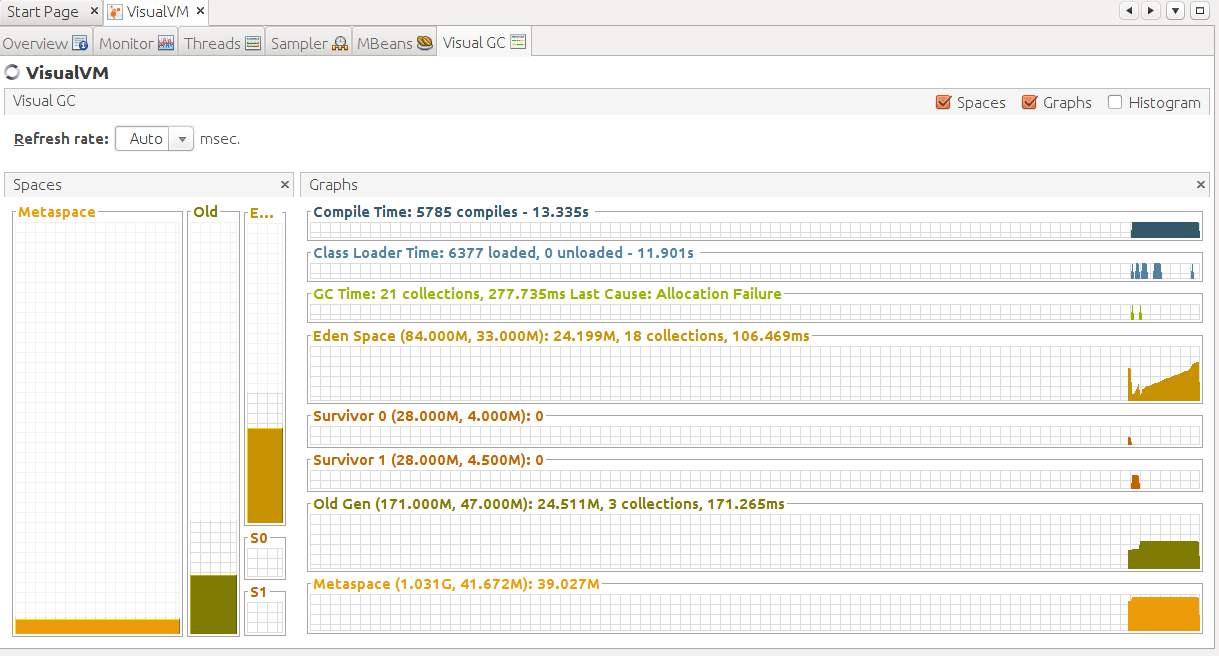 Start Page × VisualVM ×
Overview Monitor Threads Sampler MBeans Visual GC
VisualVM
Visual GC Spaces Graphs Histogram
Refresh rate: Auto msec.
Spaces ×
Metaspace Old E...
S0
S1
Graphs ×
Compile Time: 5785 compiles - 13.335s
Class Loader Time: 6377 loaded, 0 unloaded - 11.901s
GC Time: 21 collections, 277.735ms Last Cause: Allocation Failure
Eden Space (84.000M, 33.000M): 24.199M, 18 collections, 106.469ms
Survivor 0 (28.000M, 4.000M): 0
Survivor 1 (28.000M, 4.500M): 0
Old Gen (171.000M, 47.000M): 24.511M, 3 collections, 171.265ms
Metaspace (1.031G, 41.672M): 39.027M